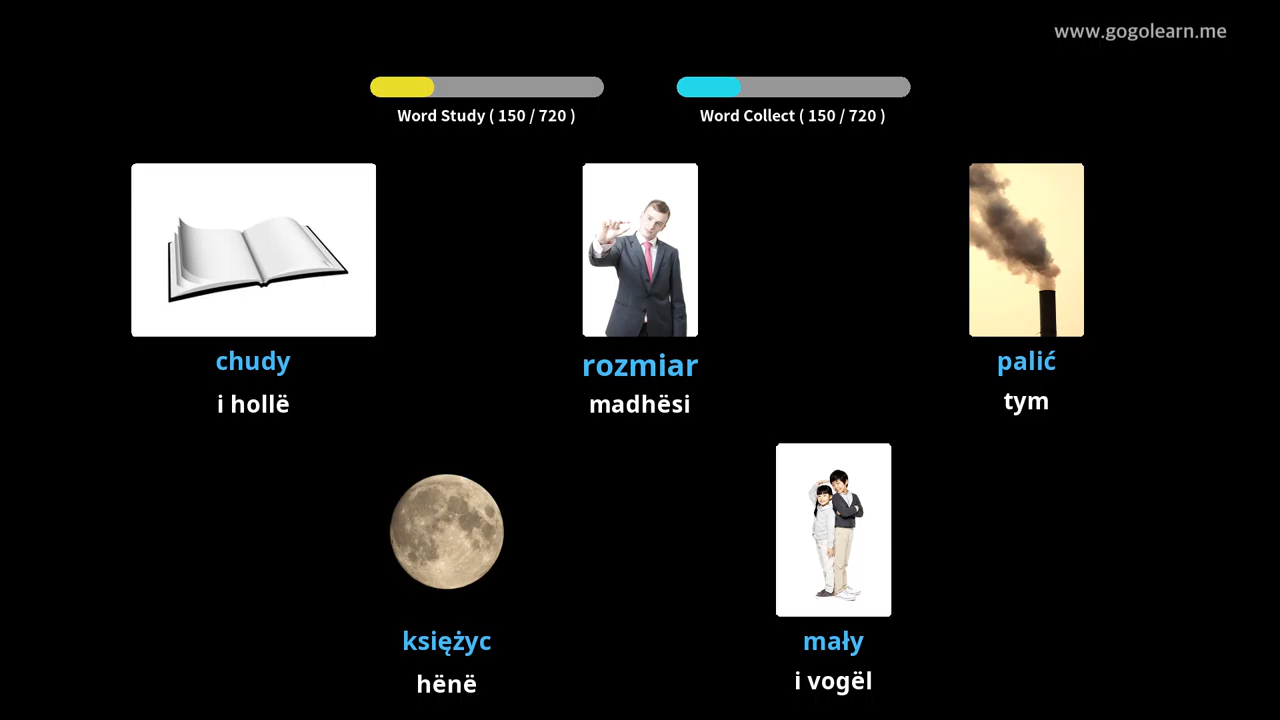 www.gogolearn.me
Word Study ( 150 / 720 )
Word Collect ( 150 / 720 )
chudy
i hollë
rozmiar
madhësi
palić
tym
księżyc
hënë
mały
i vogël